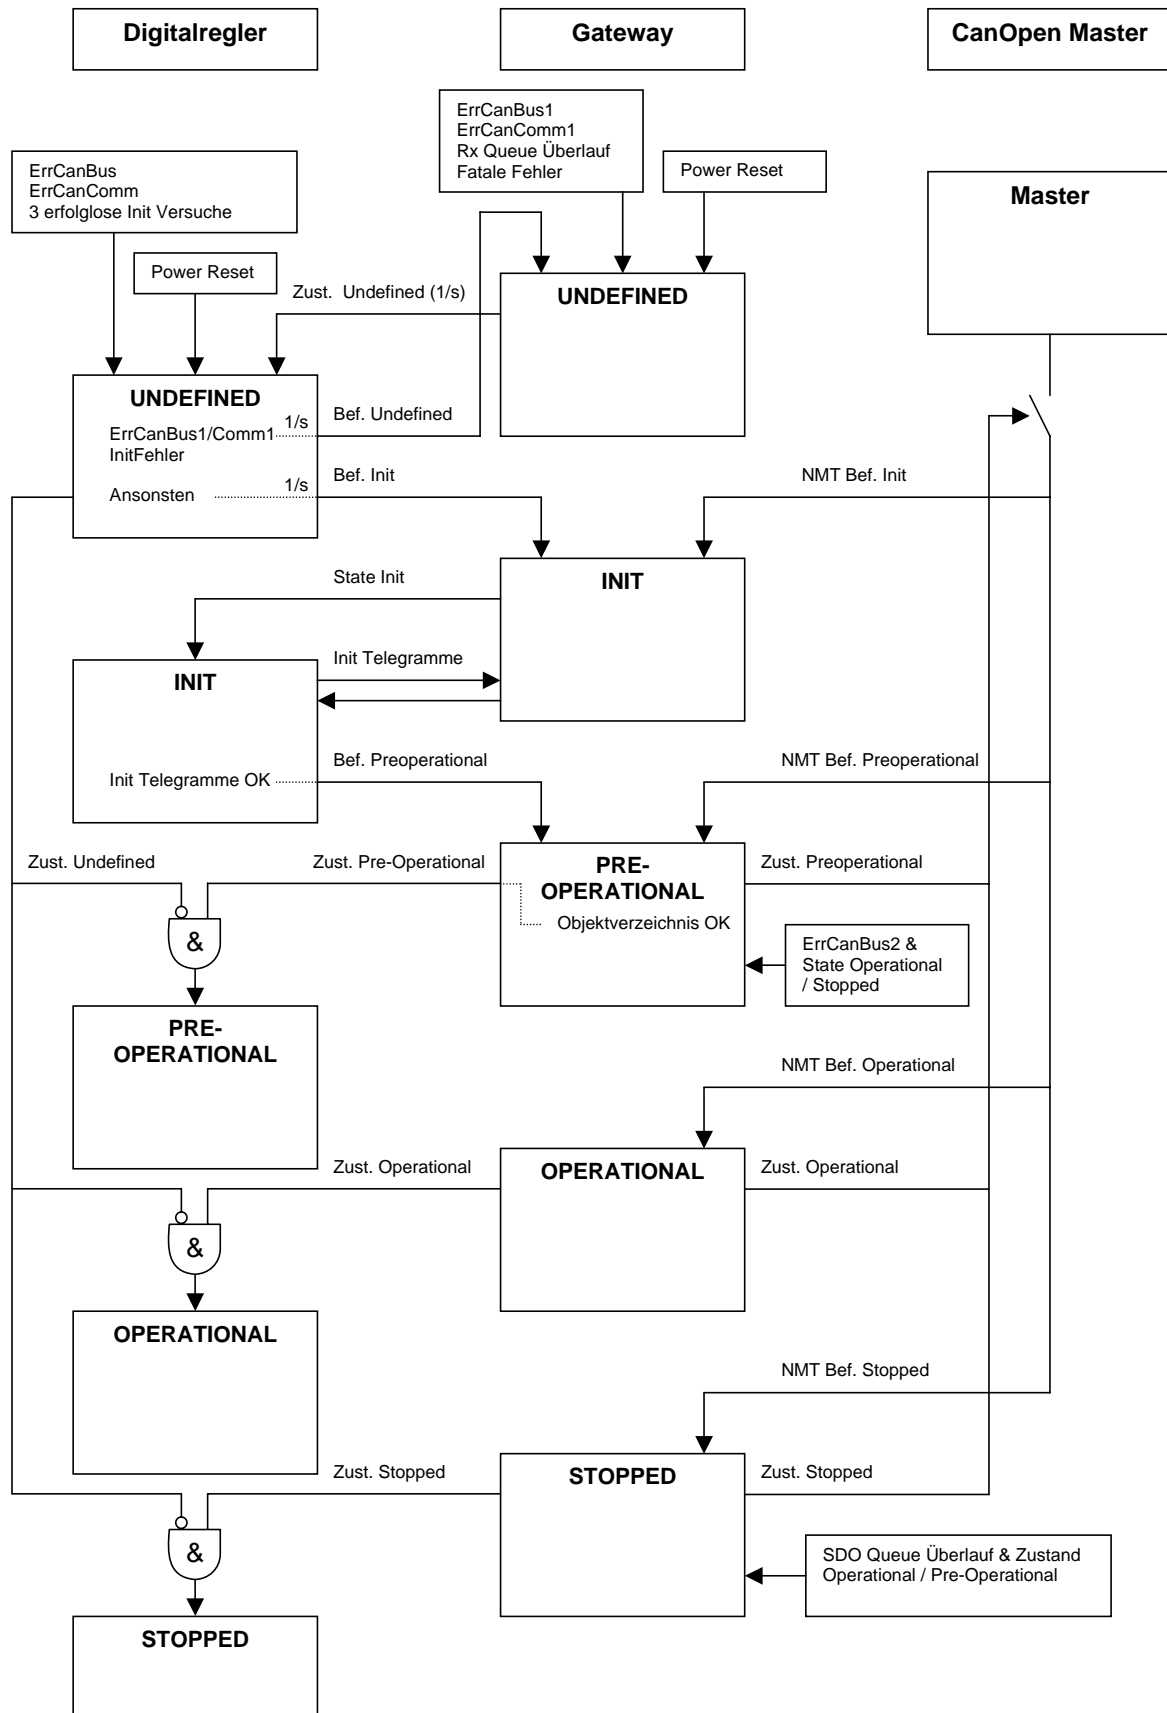 Digitalregler
Gateway
CanOpen Master
ErrCanBus1
ErrCanComm1
Rx Queue Überlauf
Fatale Fehler
Power Reset
ErrCanBus
ErrCanComm
3 erfolglose Init Versuche
Master
Power Reset
Zust. Undefined (1/s)
UNDEFINED
UNDEFINED
ErrCanBus1/Comm1
InitFehler
1/s
Bef. Undefined
Ansonsten
1/s
Bef. Init
NMT Bef. Init
State Init
INIT
Init Telegramme
INIT
Init Telegramme OK
Bef. Preoperational
NMT Bef. Preoperational
Zust. Undefined
Zust. Pre-Operational
PRE-
OPERATIONAL
Objektverzeichnis OK
Zust. Preoperational
&
ErrCanBus2 &
State Operational
/ Stopped
PRE-
OPERATIONAL
NMT Bef. Operational
Zust. Operational
OPERATIONAL
Zust. Operational
&
OPERATIONAL
NMT Bef. Stopped
Zust. Stopped
STOPPED
Zust. Stopped
&
SDO Queue Überlauf & Zustand
Operational / Pre-Operational
STOPPED